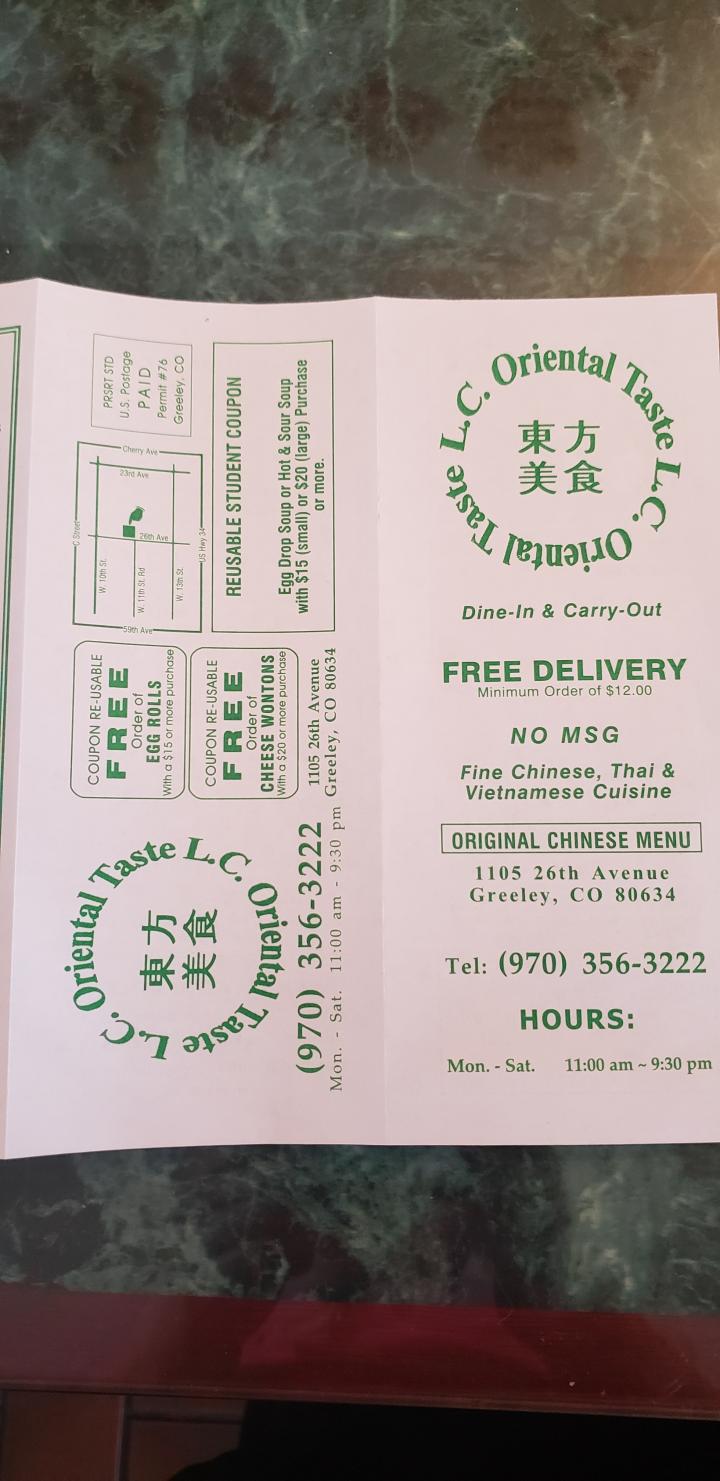 PRSRT STD
U.S. Postage
PAID
Permit #76
Greeley, CO
Cherry Ave
23rd Ave
C Street
26th Ave
US Hwy 34
W. 10th St.
W. 11th St. Rd
W. 13th St.
59th Ave
REUSABLE STUDENT COUPON
Egg Drop Soup or Hot & Sour Soup
with $15 (small) or $20 (large) Purchase
or more.
COUPON RE-USABLE
FREE
Order of
EGG ROLLS
With a $15 or more purchase
COUPON RE-USABLE
FREE
Order of
CHEESE WONTONS
With a $20 or more purchase
1105 26th Avenue
Greeley, CO 80634
Oriental Taste L.C. Oriental Taste L.C.
東方
美食
(970) 356-3222
Mon. - Sat. 11:00 am - 9:30 pm
Oriental Taste L.C. Oriental Taste L.C.
東方
美食
Dine-In & Carry-Out
FREE DELIVERY
Minimum Order of $12.00
NO MSG
Fine Chinese, Thai &
Vietnamese Cuisine
ORIGINAL CHINESE MENU
1105 26th Avenue
Greeley, CO 80634
Tel: (970) 356-3222
HOURS:
Mon. - Sat. 11:00 am ~ 9:30 pm